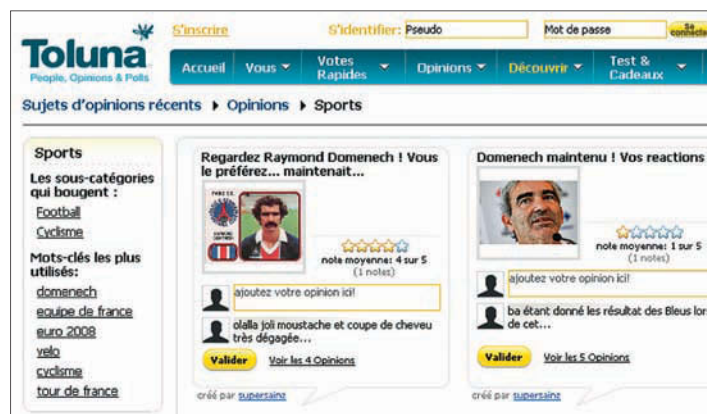 S'inscrire
S'identifier: Pseudo
Mot de passe
Se
Toluna
People, Opinions & Polls
Accueil
Vous
Votes
Rapides
Opinions
Découvrir
Test &
Cadeaux
Sujets d'opinions récents
Opinions
Sports
Sports
Les sous-catégories
qui bougent :
Football
Cyclisme
Mots-clés les plus
utilisés:
domenech
equipe de france
euro 2008
velo
cyclisme
tour de france
Regardez Raymond Domenech ! Vous
le préférez... maintenait...
note moyenne: 4 sur 5
(1 notes)
ajoutez votre opinion ici!
olalla joli moustache et coupe de cheveu
très dégagée...
Valider
Voir les 4 Opinions
créé par supersainz
Domenech maintenu ! Vos reactions
note moyenne: 1 sur 5
(1 notes)
ajoutez votre opinion ici!
ba étant donné les résultat des Bleus lors
de cet...
Valider
Voir les 5 Opinions
créé par supersainz